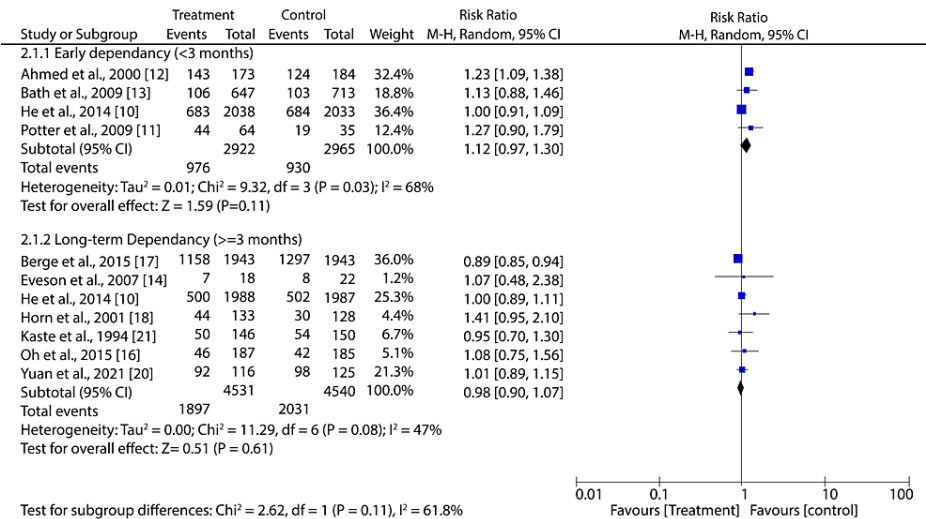 Treatment Control Risk Ratio Risk Ratio
Study or Subgroup Events Total Events Total Weight M-H, Random, 95% CI M-H, Random, 95% CI
2.1.1 Early dependancy (<3 months)
Ahmed et al., 2000 [12] 143 173 124 184 32.4% 1.23 [1.09, 1.38]
Bath et al., 2009 [13] 106 647 103 713 18.8% 1.13 [0.88, 1.46]
He et al., 2014 [10] 683 2038 684 2033 36.4% 1.00 [0.91, 1.09]
Potter et al., 2009 [11] 44 64 19 35 12.4% 1.27 [0.90, 1.79]
Subtotal (95% CI) 2922 2965 100.0% 1.12 [0.97, 1.30]
Total events 976 930
Heterogeneity: Tau² = 0.01; Chi² = 9.32, df = 3 (P = 0.03); I² = 68%
Test for overall effect: Z = 1.59 (P=0.11)
2.1.2 Long-term Dependancy (>=3 months)
Berge et al., 2015 [17] 1158 1943 1297 1943 36.0% 0.89 [0.85, 0.94]
Eveson et al., 2007 [14] 7 18 8 22 1.2% 1.07 [0.48, 2.38]
He et al., 2014 [10] 500 1988 502 1987 25.3% 1.00 [0.89, 1.11]
Horn et al., 2001 [18] 44 133 30 128 4.4% 1.41 [0.95, 2.10]
Kaste et al., 1994 [21] 50 146 54 150 6.7% 0.95 [0.70, 1.30]
Oh et al., 2015 [16] 46 187 42 185 5.1% 1.08 [0.75, 1.56]
Yuan et al., 2021 [20] 92 116 98 125 21.3% 1.01 [0.89, 1.15]
Subtotal (95% CI) 4531 4540 100.0% 0.98 [0.90, 1.07]
Total events 1897 2031
Heterogeneity: Tau² = 0.00; Chi² = 11.29, df = 6 (P = 0.08); I² = 47%
Test for overall effect: Z= 0.51 (P = 0.61)
0.01 0.1 1 10 100
Test for subgroup differences: Chi² = 2.62, df = 1 (P = 0.11), I² = 61.8% Favours [Treatment] Favours [control]